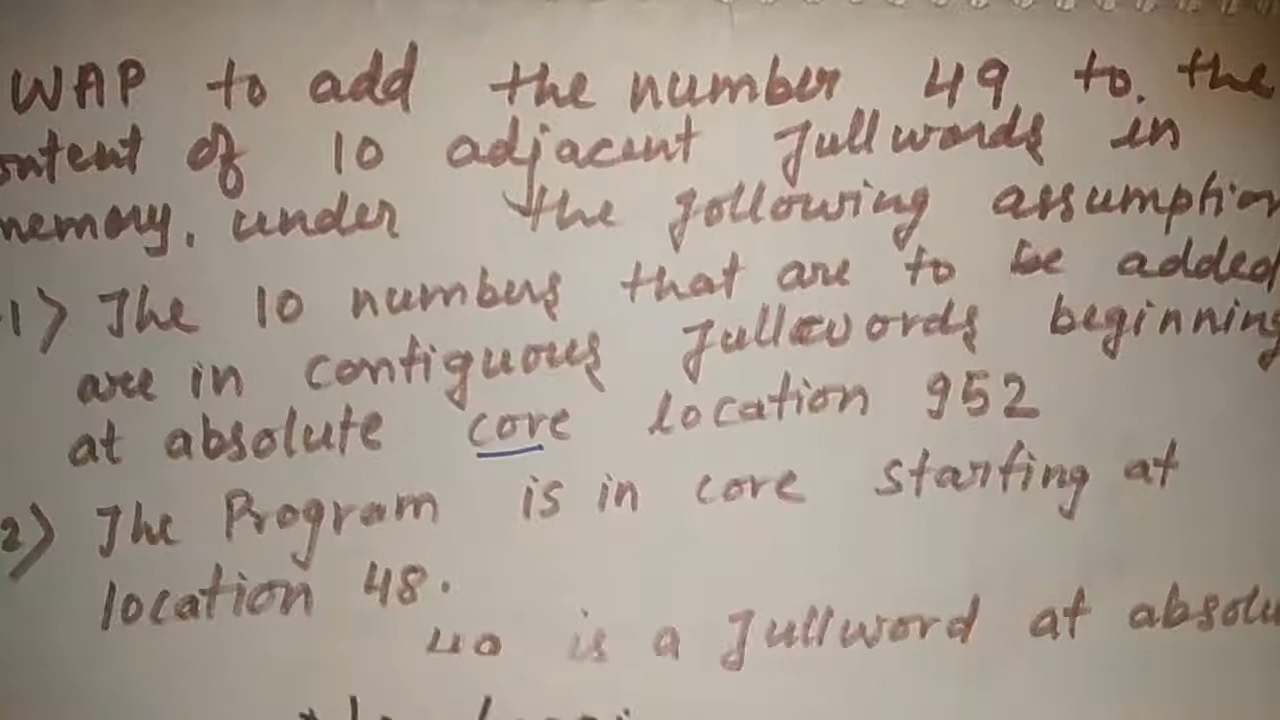 WAP to add the number 49 to the
ontent of 10 adjacent fullwords in
memory, under the following assumption
1> The 10 numbers that are to be added
are in contiguous fullwords beginning
at absolute core location 952
2) The Program is in core starting at
location 48.
49 is a fullword at absolu